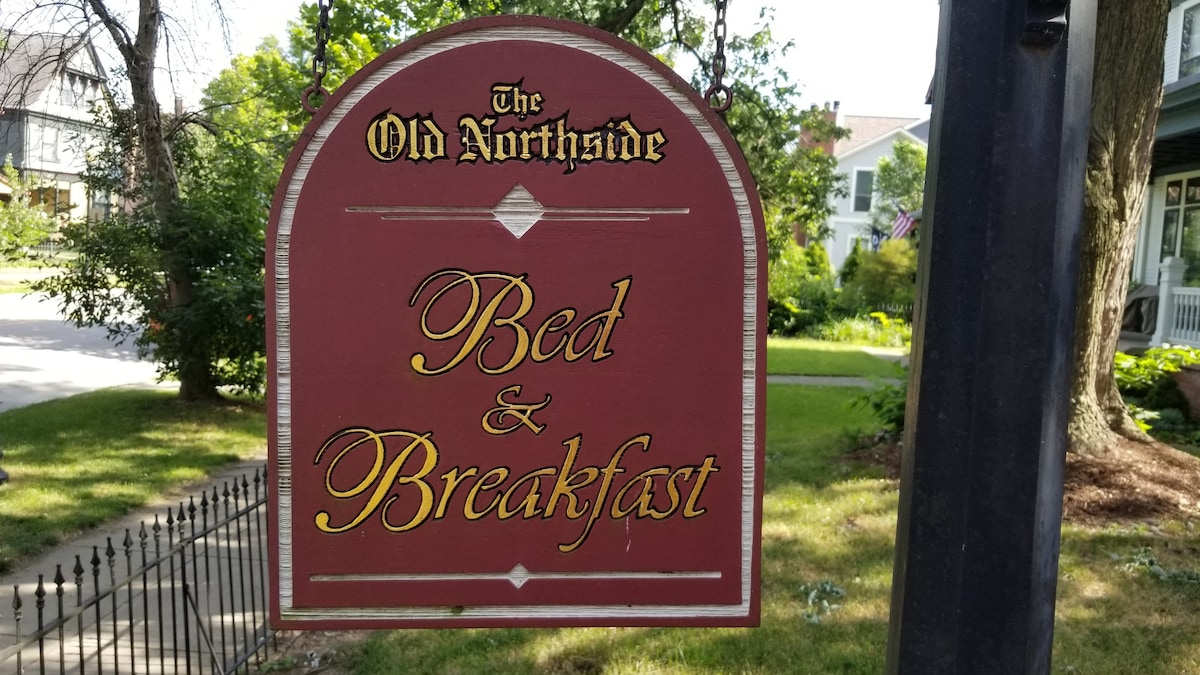 The
Old Northside
Bed
&
Breakfast